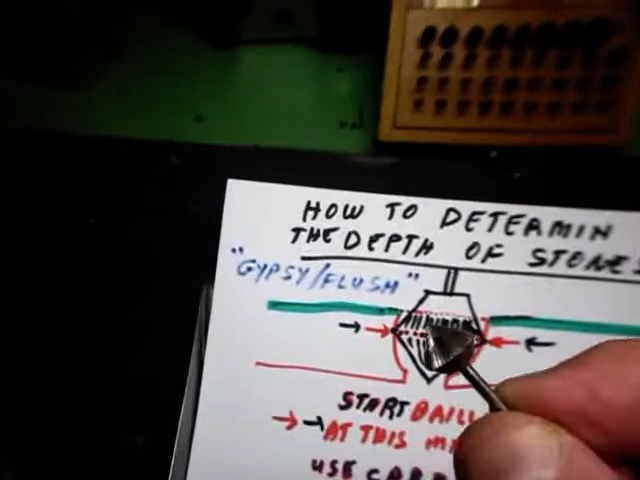 HOW TO DETERMIN
THE DEPTH OF STONES
"GYPSY/FLUSH"
START
AT THIS
USE